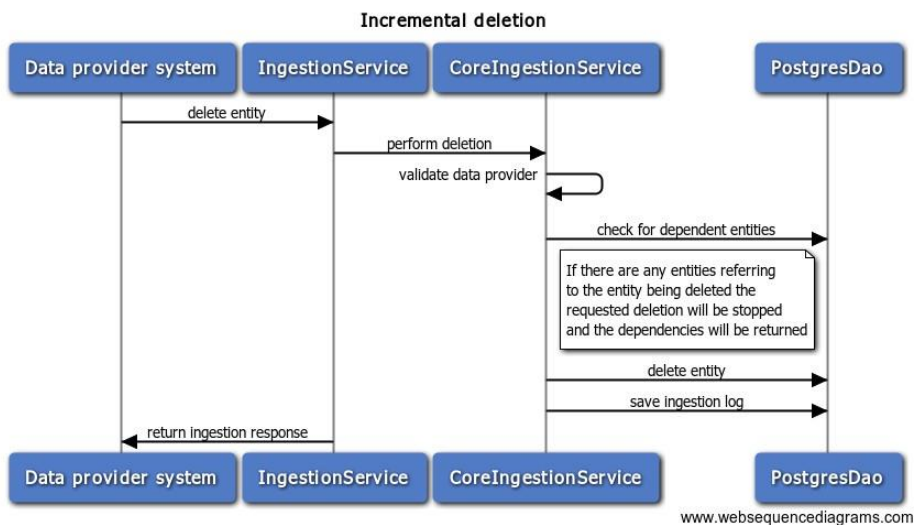 Incremental deletion
Data provider system
IngestionService
CoreIngestionService
PostgresDao
delete entity
perform deletion
validate data provider
check for dependent entities
If there are any entities referring
to the entity being deleted the
requested deletion will be stopped
and the dependencies will be returned
delete entity
save ingestion log
return ingestion response
Data provider system
IngestionService
CoreIngestionService
PostgresDao
www.websequencediagrams.com